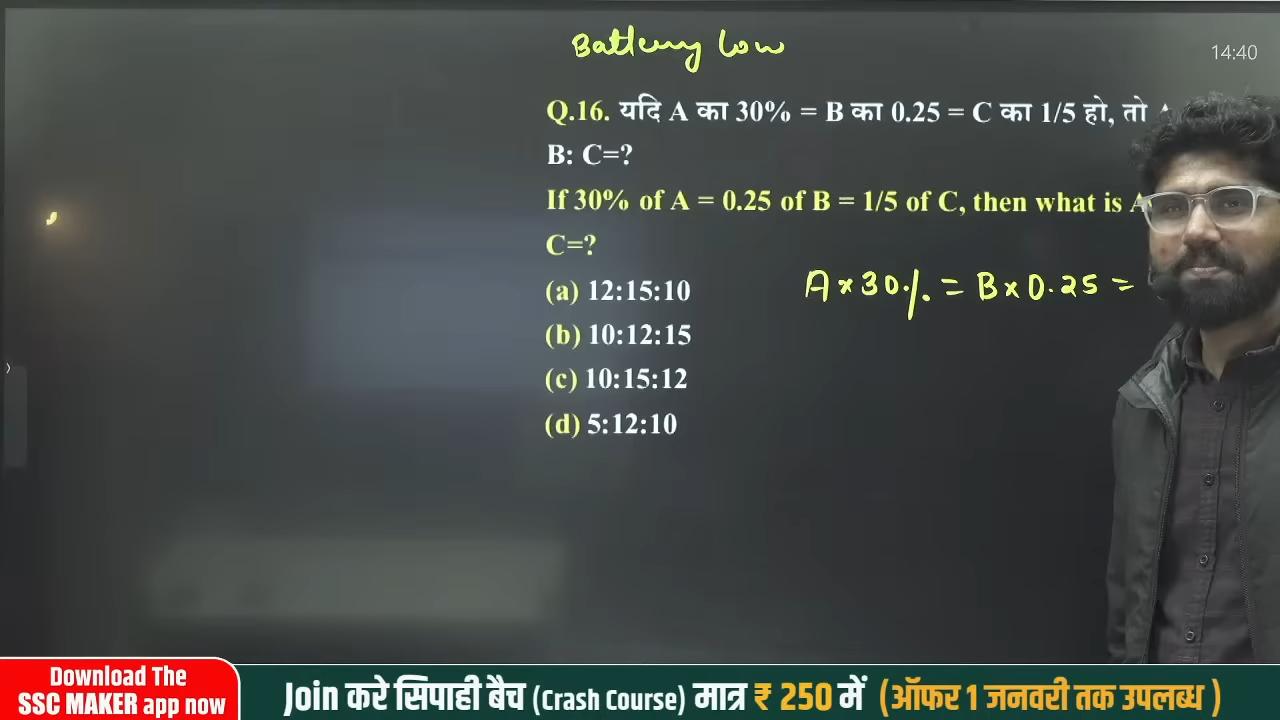 Battery low
14:40
Q.16. यदि A का 30% = B का 0.25 = C का 1/5 हो, तो
B: C=?
If 30% of A = 0.25 of B = 1/5 of C, then what is A
C=?
(a) 12:15:10
A × 30% = B × 0.25 =
(b) 10:12:15
(c) 10:15:12
(d) 5:12:10
Download The
SSC MAKER app now
Join करे सिपाही बैच (Crash Course) मात्र ₹ 250 में (ऑफर 1 जनवरी तक उपलब्ध )